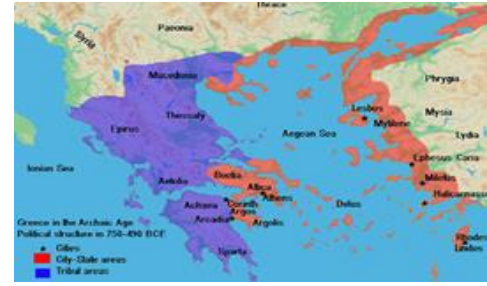 Thrace
Paeonia
Illyria
Macedonia
Phrygia
Thessaly
Lesbos
Mysia
Mytilene
Epirus
Aegean Sea
Lydia
Ephesus Caria
Ionian Sea
Beotia
Miletus
Aetolia
Attica
Halicarnassus
Achaea
Corinth
Athens
Delos
Greece in the Archaic Age
Argos
Political structure in 750-490 BCE
Arcadia
Argolis
Cities
Rhodes
City-State areas
Sparta
Lindos
Tribal areas